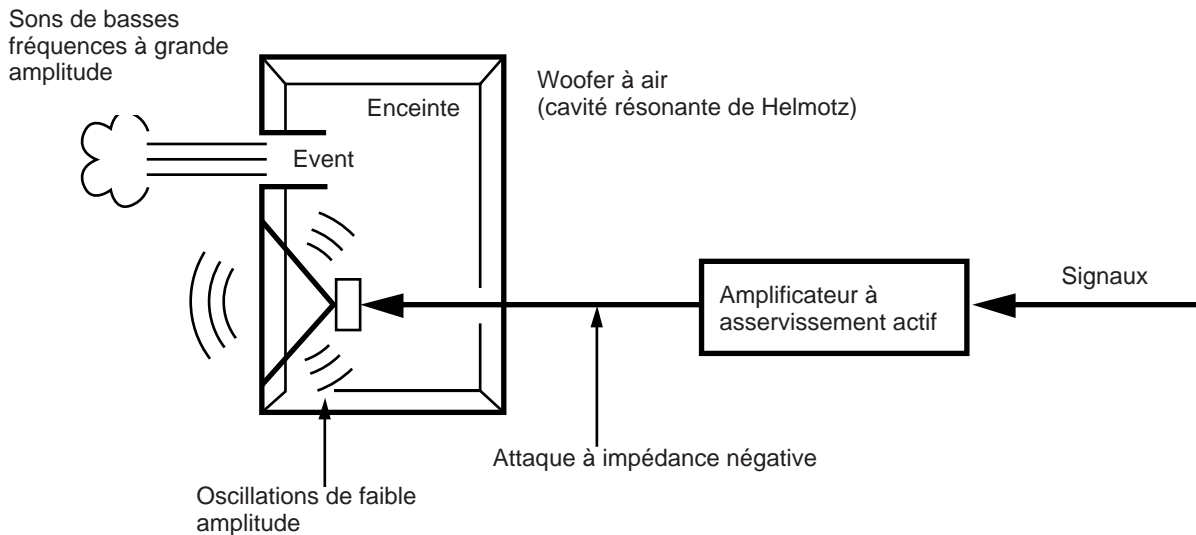 Sons de basses
fréquences à grande
amplitude
Woofer à air
(cavité résonante de Helmotz)
Enceinte
Event
Signaux
Amplificateur à
asservissement actif
Attaque à impédance négative
Oscillations de faible
amplitude